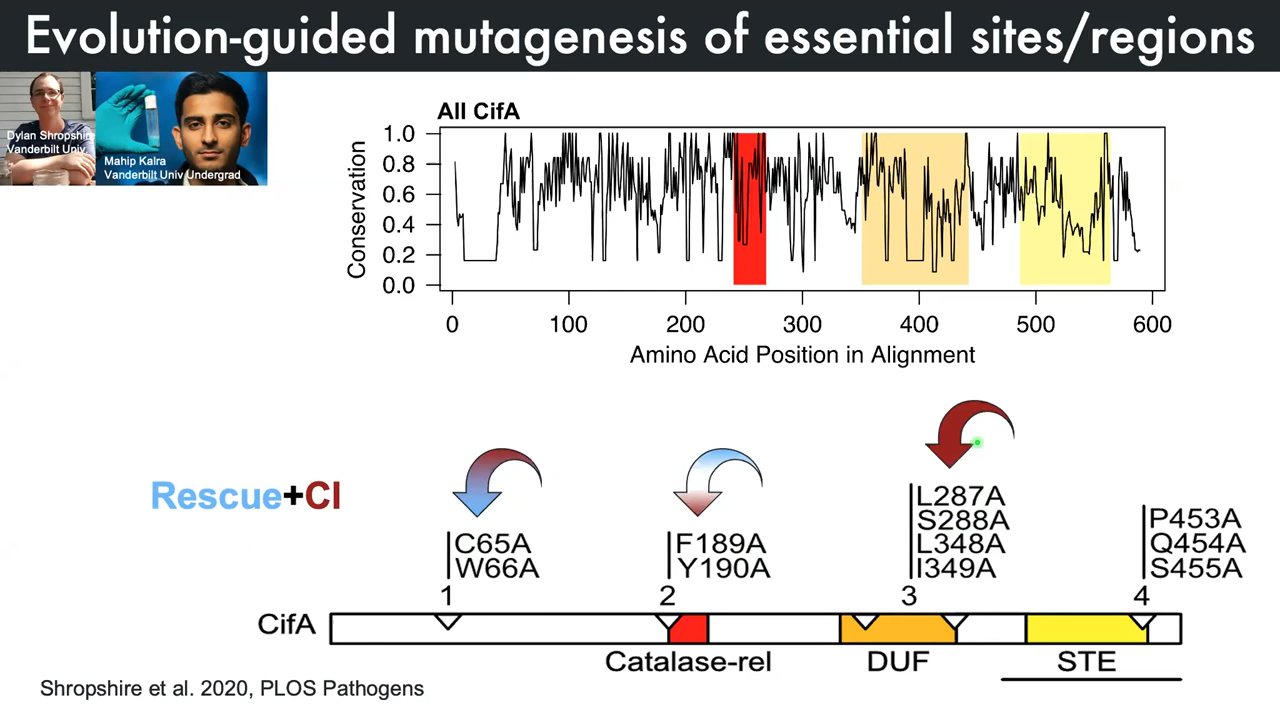 Evolution-guided mutagenesis of essential sites/regions
Dylan Shropshire
Vanderbilt Univ
Mahip Kalra
Vanderbilt Univ Undergrad
All CifA
Conservation
1.0
0.8
0.6
0.4
0.2
0.0
0 100 200 300 400 500 600
Amino Acid Position in Alignment
Rescue+CI
C65A
W66A
F189A
Y190A
L287A
S288A
L348A
I349A
P453A
Q454A
S455A
1 2 3 4
CifA
Catalase-rel DUF STE
Shropshire et al. 2020, PLOS Pathogens